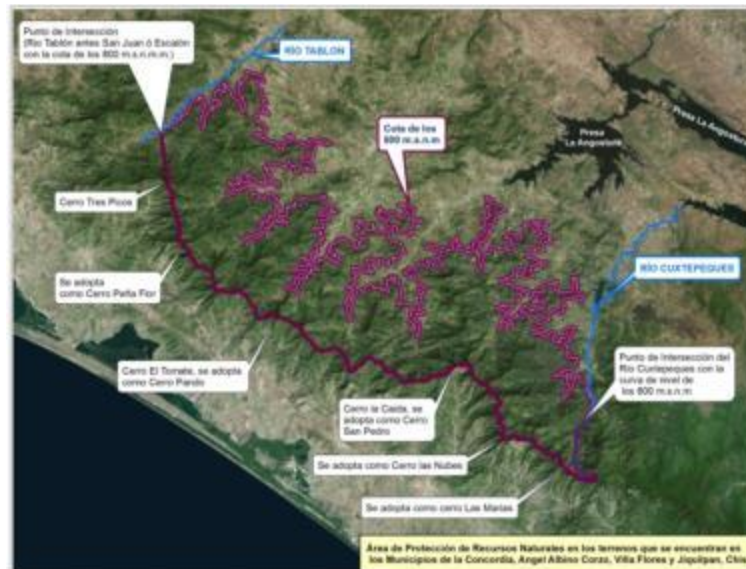 Punto de Intersección
(Río Tablón antes San Juan ó Escalón
con la cota de los 800 m.s.n.m.m.)
RÍO TABLÓN
Cota de los
800 m.s.n.m
Presa
La Angostura
Presa La Angostura
Cerro Tres Picos
Se adopta
como Cerro Peña Flor
RÍO CUXTEPEQUES
Cerro El Tomate, se adopta
como Cerro Pando
Punto de Intersección del
Río Cuxtepeques con la
curva de nivel de
los 800 m.s.n.m
Cerro la Caida, se
adopta como Cerro
San Pedro
Se adopta como Cerro las Nubes
Se adopta como cerro Las Marias
Área de Protección de Recursos Naturales en los terrenos que se encuentran en
los Municipios de la Concordia, Angel Albino Corzo, Villa Flores y Jiquilpan, Chis